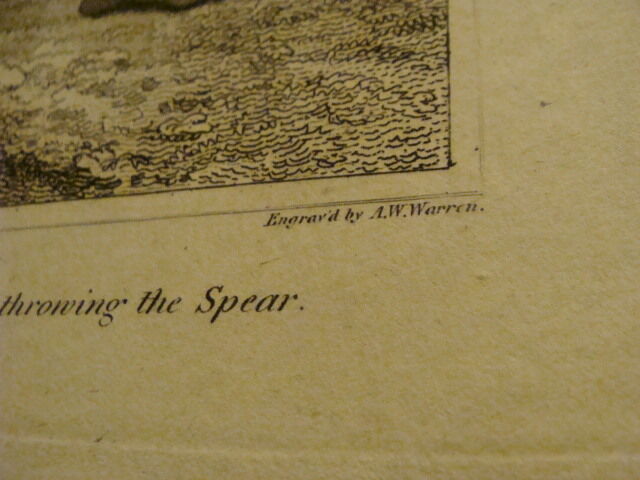 Engrav'd by A.W. Warren.
throwing the Spear.